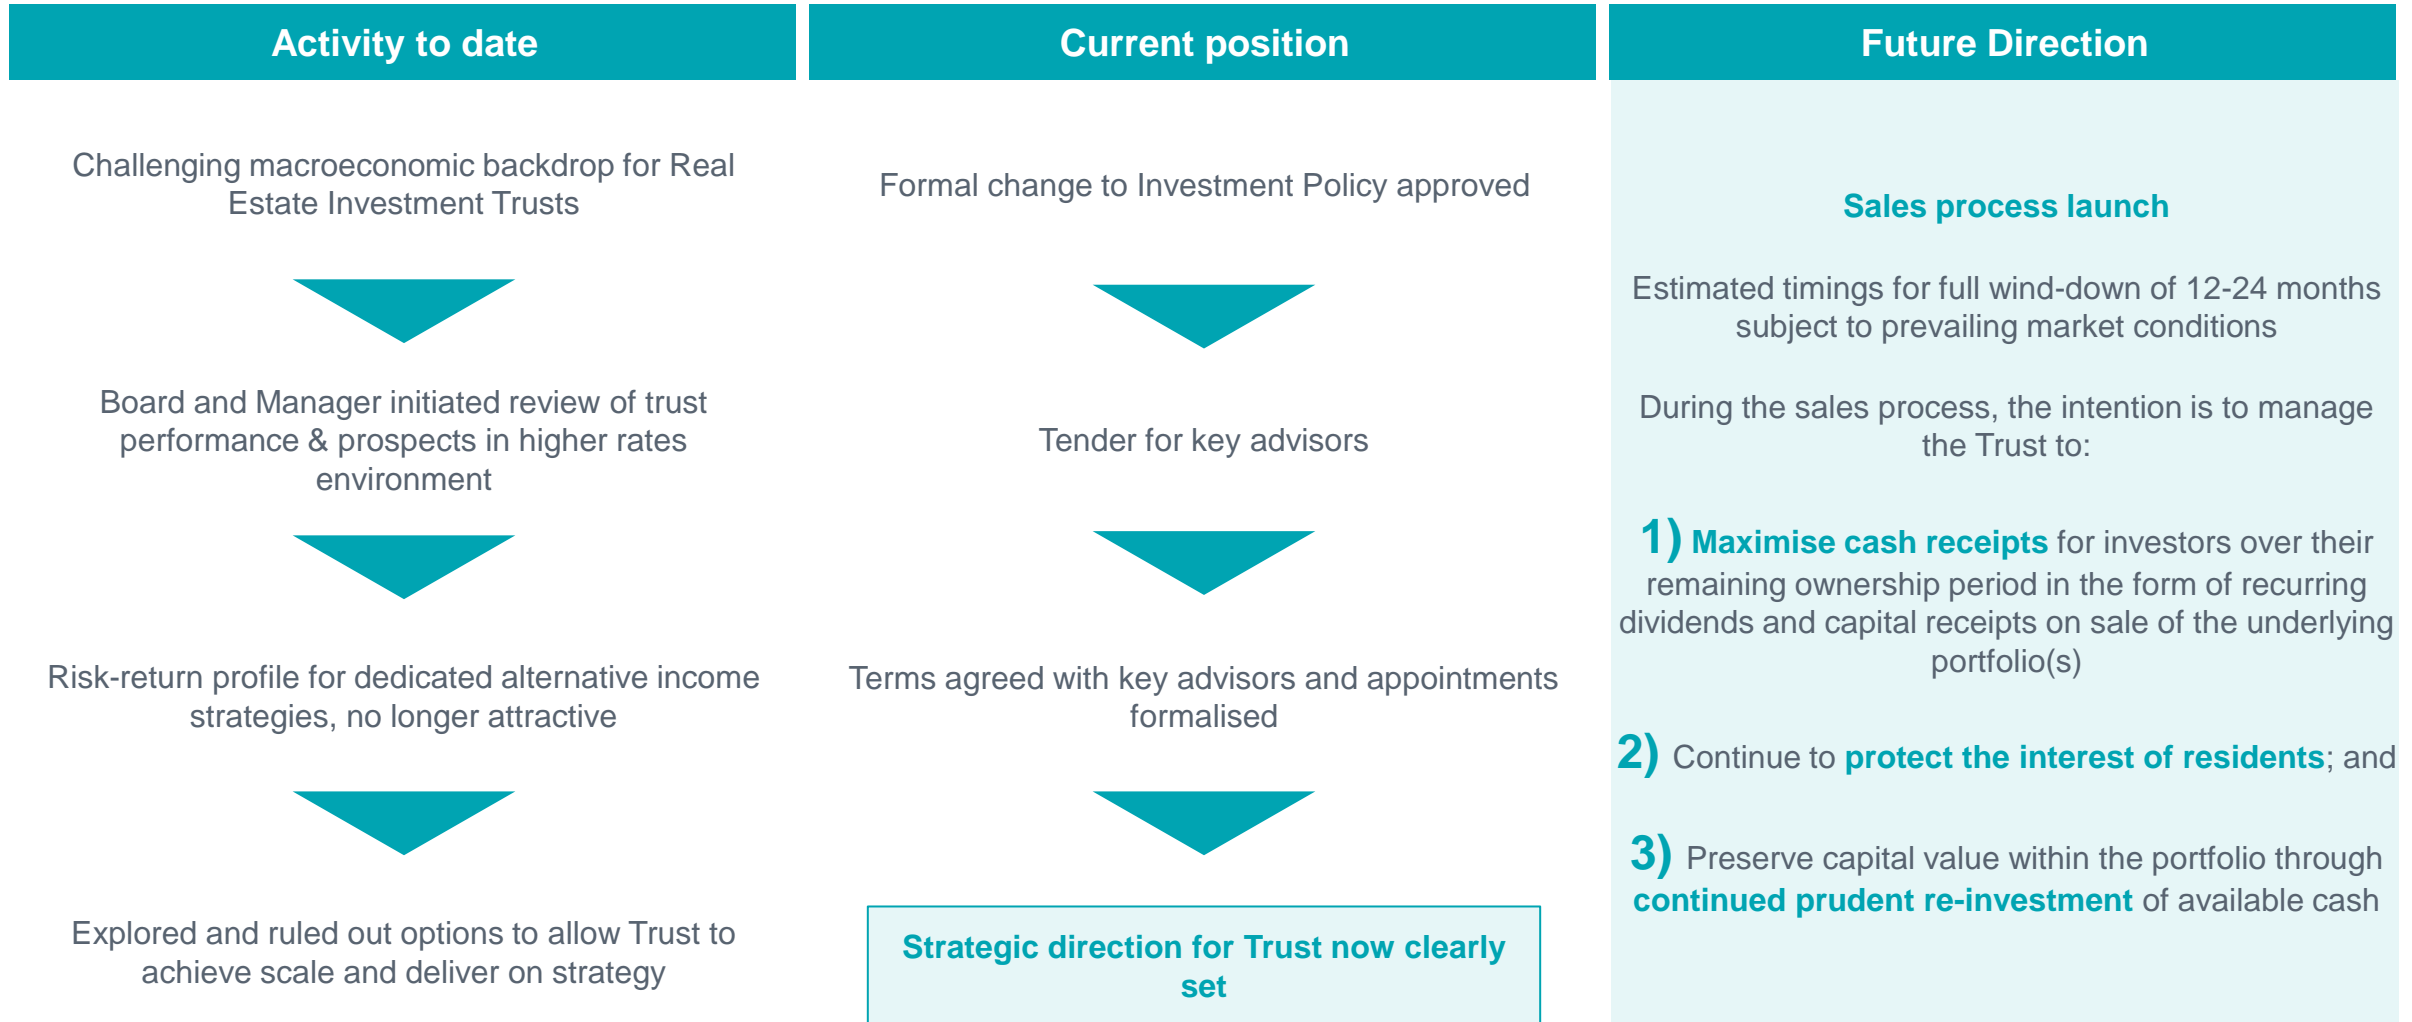 Activity to date
Challenging macroeconomic backdrop for Real
Estate Investment Trusts
Board and Manager initiated review of trust
performance & prospects in higher rates
environment
Risk-return profile for dedicated alternative income
strategies, no longer attractive
Explored and ruled out options to allow Trust to
achieve scale and deliver on strategy
Current position
Formal change to Investment Policy approved
Tender for key advisors
Terms agreed with key advisors and appointments
formalised
Strategic direction for Trust now clearly
set
Future Direction
Sales process launch
Estimated timings for full wind-down of 12-24 months
subject to prevailing market conditions
During the sales process, the intention is to manage
the Trust to:
1) Maximise cash receipts for investors over their
remaining ownership period in the form of recurring
dividends and capital receipts on sale of the underlying
portfolio(s)
2) Continue to protect the interest of residents; and
3) Preserve capital value within the portfolio through
continued prudent re-investment of available cash